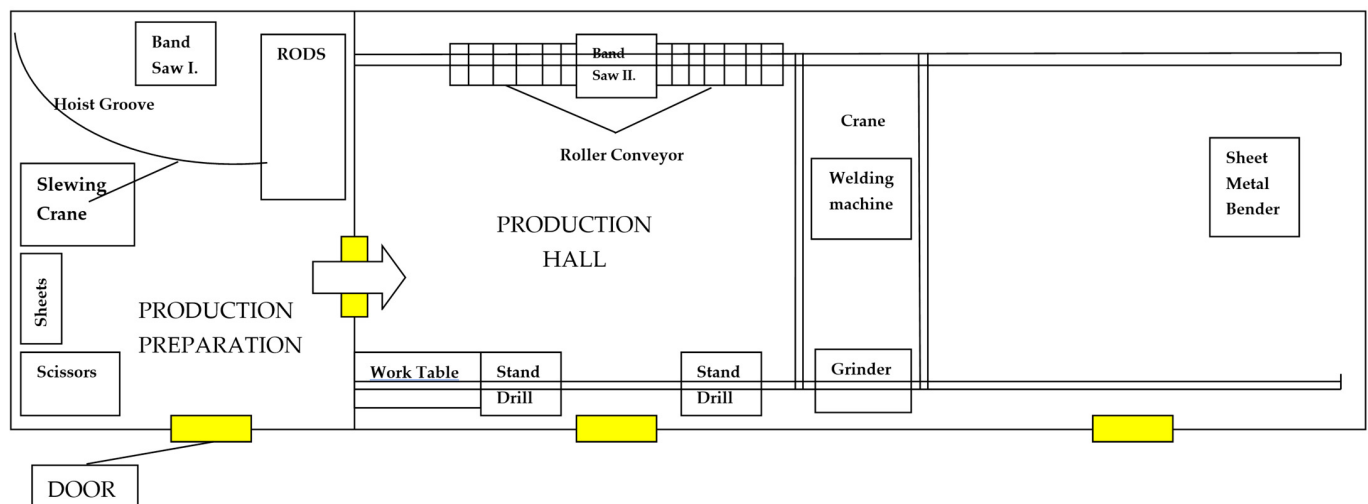 Band
Saw I.
RODS
Hoist Groove
Slewing
Crane
Sheets
Scissors
PRODUCTION
PREPARATION
DOOR
Band
Saw II.
Roller Conveyor
PRODUCTION
HALL
Work Table
Stand
Drill
Stand
Drill
Crane
Welding
machine
Grinder
Sheet
Metal
Bender